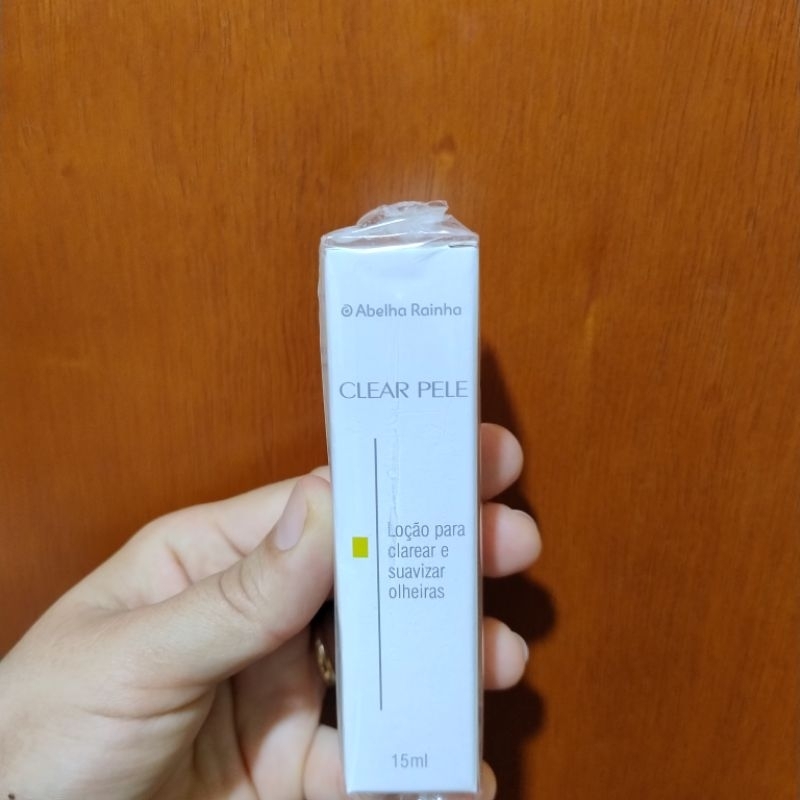 Abelha Rainha
CLEAR PELE
Loção para
clarear e
suavizar
olheiras
15ml